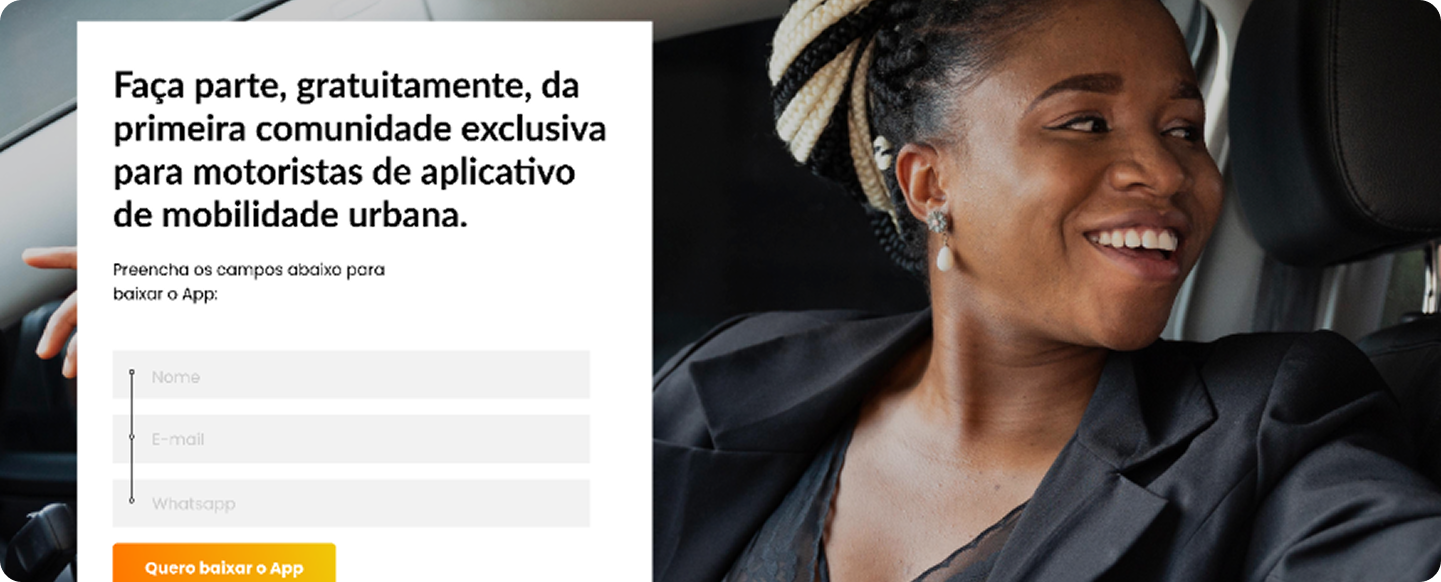 Faça parte, gratuitamente, da
primeira comunidade exclusiva
para motoristas de aplicativo
de mobilidade urbana.
Preencha os campos abaixo para
baixar o App:
Nome
E-mail
Whatsapp
Quero baixar o App